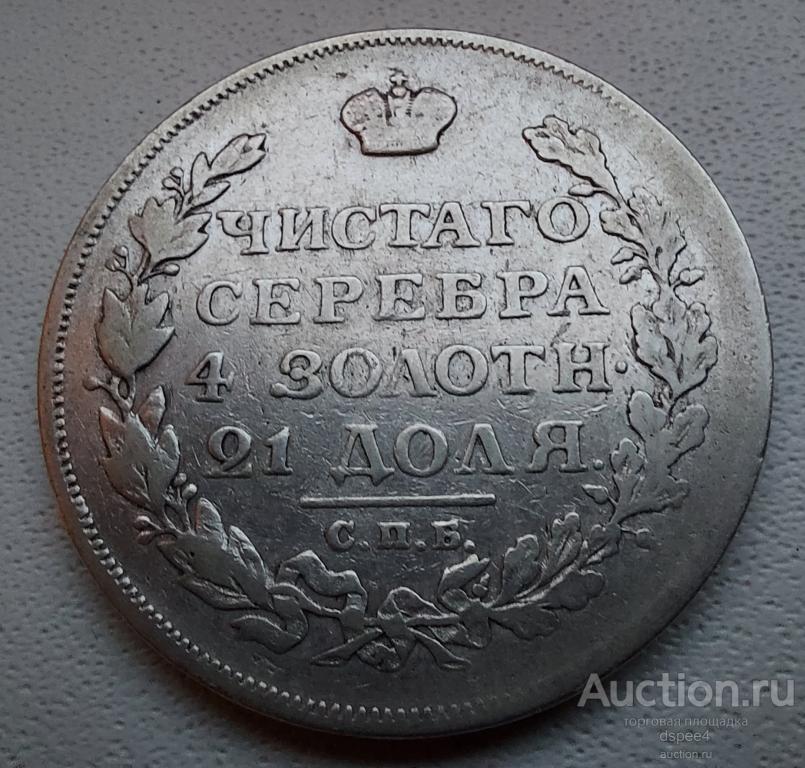 ЧИСТАГО
СЕРЕБРА
4 ЗОЛОТН.
21 ДОЛЯ.
С.П.Б.
Auction.ru
торговая площадка
dspee4
auction.ru